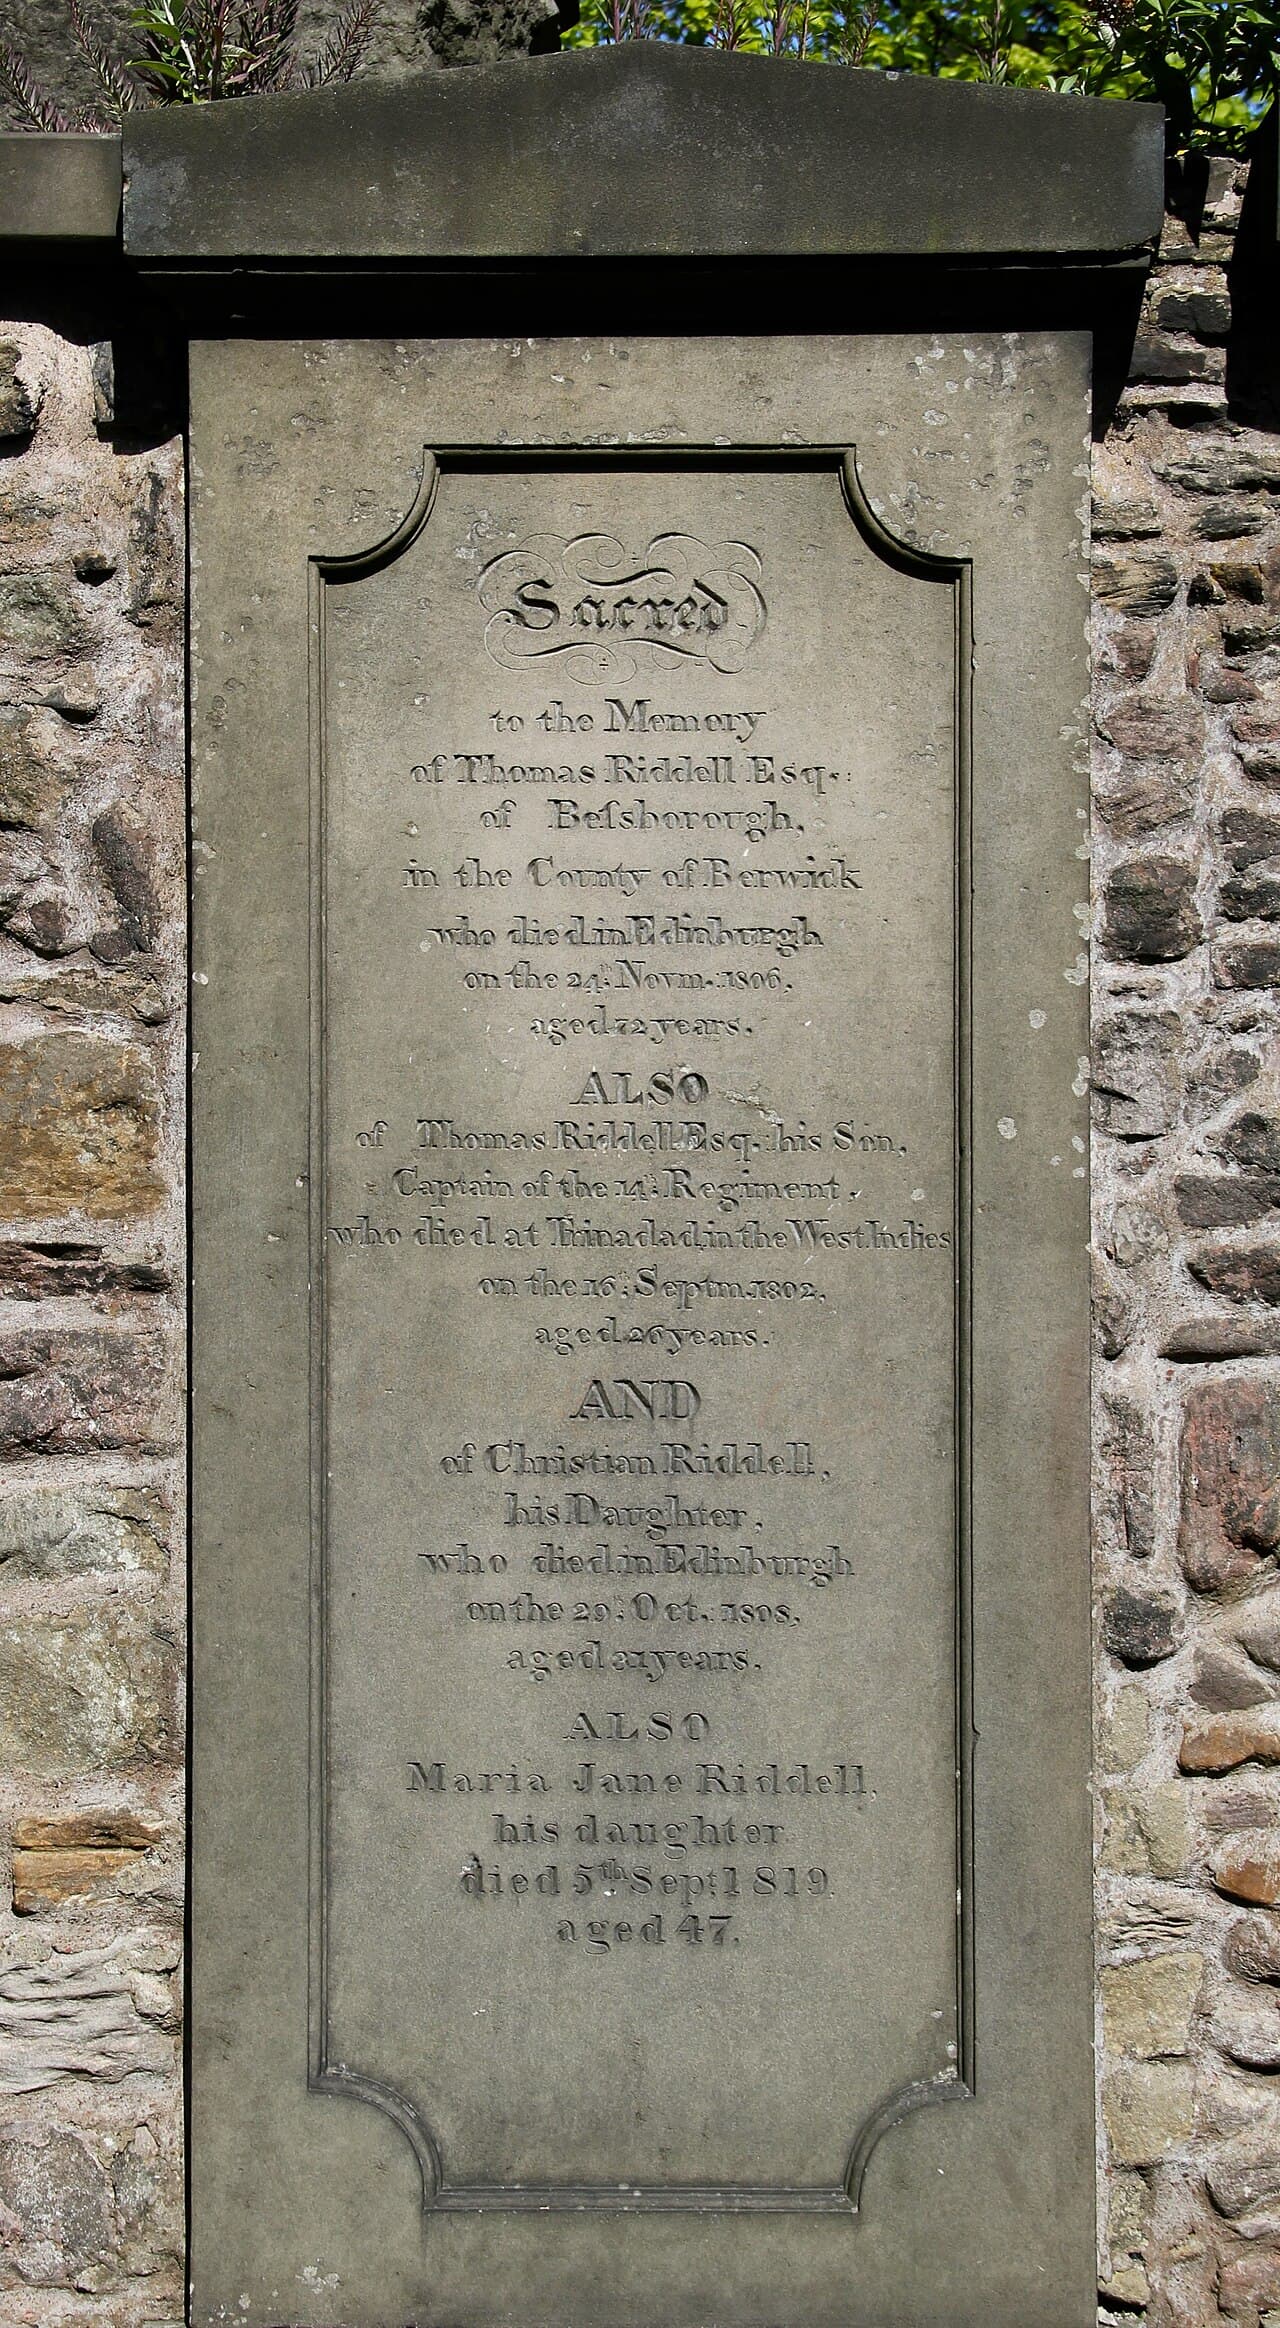 Sacred
to the Memory
of Thomas Riddell Esq.:
of Beſsborough,
in the County of Berwick
who died in Edinburgh
on the 24th Novm. 1806,
aged 72 years.
ALSO
of Thomas Riddell Esq. his Son,
Captain of the 14th Regiment,
who died at Trinadad, in the West Indies
on the 16th Septm. 1802,
aged 26 years.
AND
of Christian Riddell,
his Daughter,
who died in Edinburgh
on the 29th Oct. 1808,
aged 31 years.
ALSO
Maria Jane Riddell,
his daughter
died 5th Sept. 1819.
aged 47.